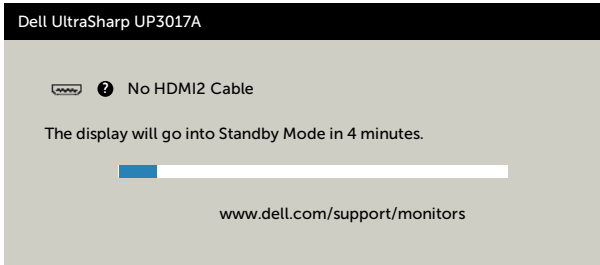 Dell UltraSharp UP3017A
? No HDMI2 Cable
The display will go into Standby Mode in 4 minutes.
www.dell.com/support/monitors